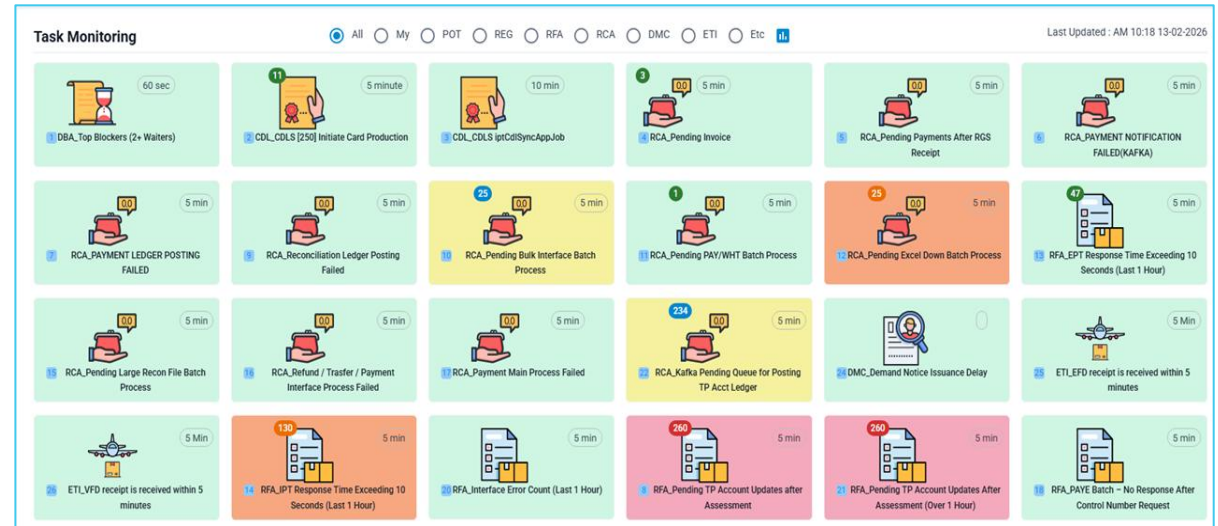 Task Monitoring
All My POT REG RFA RCA DMC ETI Etc
Last Updated : AM 10:18 13-02-2026
60 sec
1 DBA_Top Blockers (2+ Waiters)
11
5 minute
2 CDL_CDLS [250] Initiate Card Production
10 min
3 CDL_CDLS iptCdlSyncAppJob
3
0.0
5 min
4 RCA_Pending Invoice
0.0
5 min
5 RCA_Pending Payments After RGS
Receipt
0.0
5 min
6 RCA_PAYMENT NOTIFICATION
FAILED(KAFKA)
0.0
5 min
7 RCA_PAYMENT LEDGER POSTING
FAILED
0.0
5 min
9 RCA_Reconciliation Ledger Posting
Failed
25
0.0
5 min
10 RCA_Pending Bulk Interface Batch
Process
1
0.0
5 min
11 RCA_Pending PAY/WHT Batch Process
25
0.0
5 min
12 RCA_Pending Excel Down Batch Process
47
5 min
13 RFA_EPT Response Time Exceeding 10
Seconds (Last 1 Hour)
0.0
5 min
15 RCA_Pending Large Recon File Batch
Process
0.0
5 min
16 RCA_Refund / Trasfer / Payment
Interface Process Failed
0.0
5 min
17 RCA_Payment Main Process Failed
234
0.0
5 min
22 RCA_Kafka Pending Queue for Posting
TP Acct Ledger
24 DMC_Demand Notice Issuance Delay
5 Min
25 ETI_EFD receipt is received within 5
minutes
5 Min
26 ETI_VFD receipt is received within 5
minutes
130
5 min
14 RFA_IPT Response Time Exceeding 10
Seconds (Last 1 Hour)
5 min
20 RFA_Interface Error Count (Last 1 Hour)
260
5 min
8 RFA_Pending TP Account Updates after
Assessment
260
5 min
21 RFA_Pending TP Account Updates After
Assessment (Over 1 Hour)
5 min
18 RFA_PAYE Batch – No Response After
Control Number Request